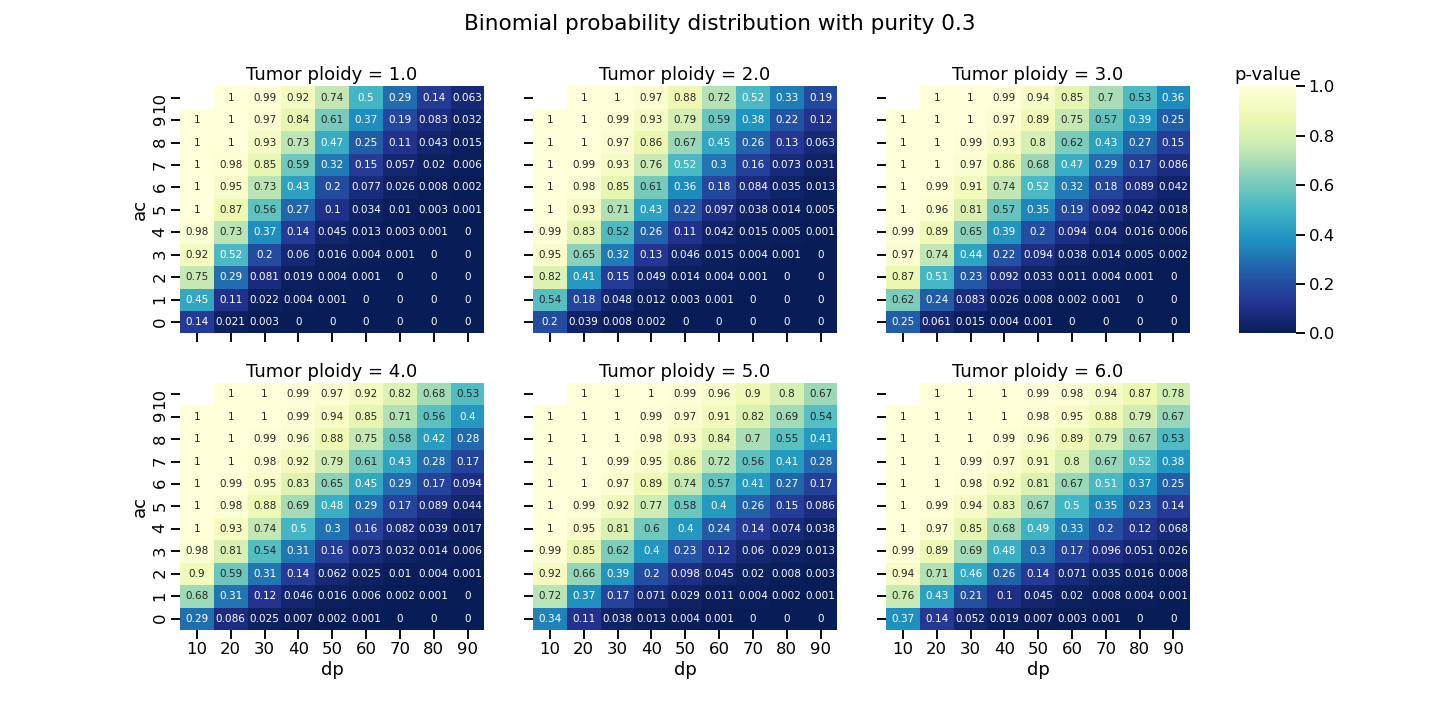 Binomial probability distribution with purity 0.3
Tumor ploidy = 1.0 Tumor ploidy = 2.0 Tumor ploidy = 3.0 p-value
10 1 0.99 0.92 0.74 0.5 0.29 0.14 0.063 1 1 0.97 0.88 0.72 0.52 0.33 0.19 1 1 0.99 0.94 0.85 0.7 0.53 0.36 1.0
9 1 1 0.97 0.84 0.61 0.37 0.19 0.083 0.032 1 1 0.99 0.93 0.79 0.59 0.38 0.22 0.12 1 1 1 0.97 0.89 0.75 0.57 0.39 0.25
8 1 1 0.93 0.73 0.47 0.25 0.11 0.043 0.015 1 1 0.97 0.86 0.67 0.45 0.26 0.13 0.063 1 1 0.99 0.93 0.8 0.62 0.43 0.27 0.15 0.8
7 1 0.98 0.85 0.59 0.32 0.15 0.057 0.02 0.006 1 0.99 0.93 0.76 0.52 0.3 0.16 0.073 0.031 1 1 0.97 0.86 0.68 0.47 0.29 0.17 0.086
6 1 0.95 0.73 0.43 0.2 0.077 0.026 0.008 0.002 1 0.98 0.85 0.61 0.36 0.18 0.084 0.035 0.013 1 0.99 0.91 0.74 0.52 0.32 0.18 0.089 0.042 0.6
ac 5 1 0.87 0.56 0.27 0.1 0.034 0.01 0.003 0.001 1 0.93 0.71 0.43 0.22 0.097 0.038 0.014 0.005 1 0.96 0.81 0.57 0.35 0.19 0.092 0.042 0.018
4 0.98 0.73 0.37 0.14 0.045 0.013 0.003 0.001 0 0.99 0.83 0.52 0.26 0.11 0.042 0.015 0.005 0.001 0.99 0.89 0.65 0.39 0.2 0.094 0.04 0.016 0.006 0.4
3 0.92 0.52 0.2 0.06 0.016 0.004 0.001 0 0 0.95 0.65 0.32 0.13 0.046 0.015 0.004 0.001 0 0.97 0.74 0.44 0.22 0.094 0.038 0.014 0.005 0.002
2 0.75 0.29 0.081 0.019 0.004 0.001 0 0 0 0.82 0.41 0.15 0.049 0.014 0.004 0.001 0 0 0.87 0.51 0.23 0.092 0.033 0.011 0.004 0.001 0 0.2
1 0.45 0.11 0.022 0.004 0.001 0 0 0 0 0.54 0.18 0.048 0.012 0.003 0.001 0 0 0 0.62 0.24 0.083 0.026 0.008 0.002 0.001 0 0
0 0.14 0.021 0.003 0 0 0 0 0 0 0.2 0.039 0.008 0.002 0 0 0 0 0 0.25 0.061 0.015 0.004 0.001 0 0 0 0 0.0
Tumor ploidy = 4.0 Tumor ploidy = 5.0 Tumor ploidy = 6.0
10 1 1 0.99 0.97 0.92 0.82 0.68 0.53 1 1 1 0.99 0.96 0.9 0.8 0.67 1 1 1 0.99 0.98 0.94 0.87 0.78
9 1 1 1 0.99 0.94 0.85 0.71 0.56 0.4 1 1 1 0.99 0.97 0.91 0.82 0.69 0.54 1 1 1 1 0.98 0.95 0.88 0.79 0.67
8 1 1 0.99 0.96 0.88 0.75 0.58 0.42 0.28 1 1 1 0.98 0.93 0.84 0.7 0.55 0.41 1 1 1 0.99 0.96 0.89 0.79 0.67 0.53
7 1 1 0.98 0.92 0.79 0.61 0.43 0.28 0.17 1 1 0.99 0.95 0.86 0.72 0.56 0.41 0.28 1 1 0.99 0.97 0.91 0.8 0.67 0.52 0.38
6 1 0.99 0.95 0.83 0.65 0.45 0.29 0.17 0.094 1 1 0.97 0.89 0.74 0.57 0.41 0.27 0.17 1 1 0.98 0.92 0.81 0.67 0.51 0.37 0.25
ac 5 1 0.98 0.88 0.69 0.48 0.29 0.17 0.089 0.044 1 0.99 0.92 0.77 0.58 0.4 0.26 0.15 0.086 1 0.99 0.94 0.83 0.67 0.5 0.35 0.23 0.14
4 1 0.93 0.74 0.5 0.3 0.16 0.082 0.039 0.017 1 0.95 0.81 0.6 0.4 0.24 0.14 0.074 0.038 1 0.97 0.85 0.68 0.49 0.33 0.2 0.12 0.068
3 0.98 0.81 0.54 0.31 0.16 0.073 0.032 0.014 0.006 0.99 0.85 0.62 0.4 0.23 0.12 0.06 0.029 0.013 0.99 0.89 0.69 0.48 0.3 0.17 0.096 0.051 0.026
2 0.9 0.59 0.31 0.14 0.062 0.025 0.01 0.004 0.001 0.92 0.66 0.39 0.2 0.098 0.045 0.02 0.008 0.003 0.94 0.71 0.46 0.26 0.14 0.071 0.035 0.016 0.008
1 0.68 0.31 0.12 0.046 0.016 0.006 0.002 0.001 0 0.72 0.37 0.17 0.071 0.029 0.011 0.004 0.002 0.001 0.76 0.43 0.21 0.1 0.045 0.02 0.008 0.004 0.001
0 0.29 0.086 0.025 0.007 0.002 0.001 0 0 0 0.34 0.11 0.038 0.013 0.004 0.001 0 0 0 0.37 0.14 0.052 0.019 0.007 0.003 0.001 0 0
10 20 30 40 50 60 70 80 90 10 20 30 40 50 60 70 80 90 10 20 30 40 50 60 70 80 90
dp dp dp